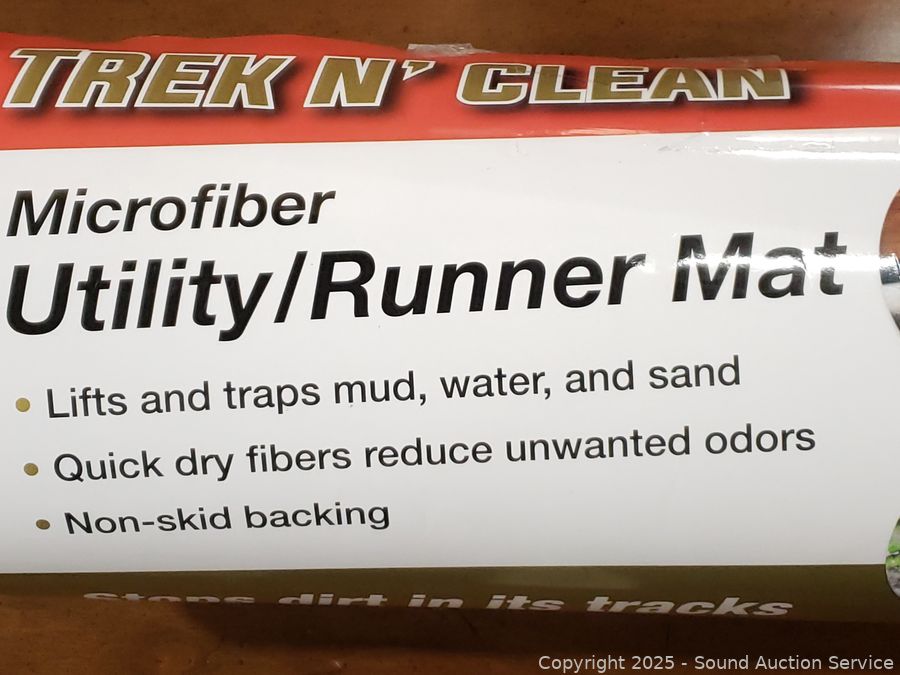 TREK N' CLEAN
Microfiber
Utility/Runner Mat
• Lifts and traps mud, water, and sand
• Quick dry fibers reduce unwanted odors
• Non-skid backing
Stops dirt in its tracks
Copyright 2025 - Sound Auction Service